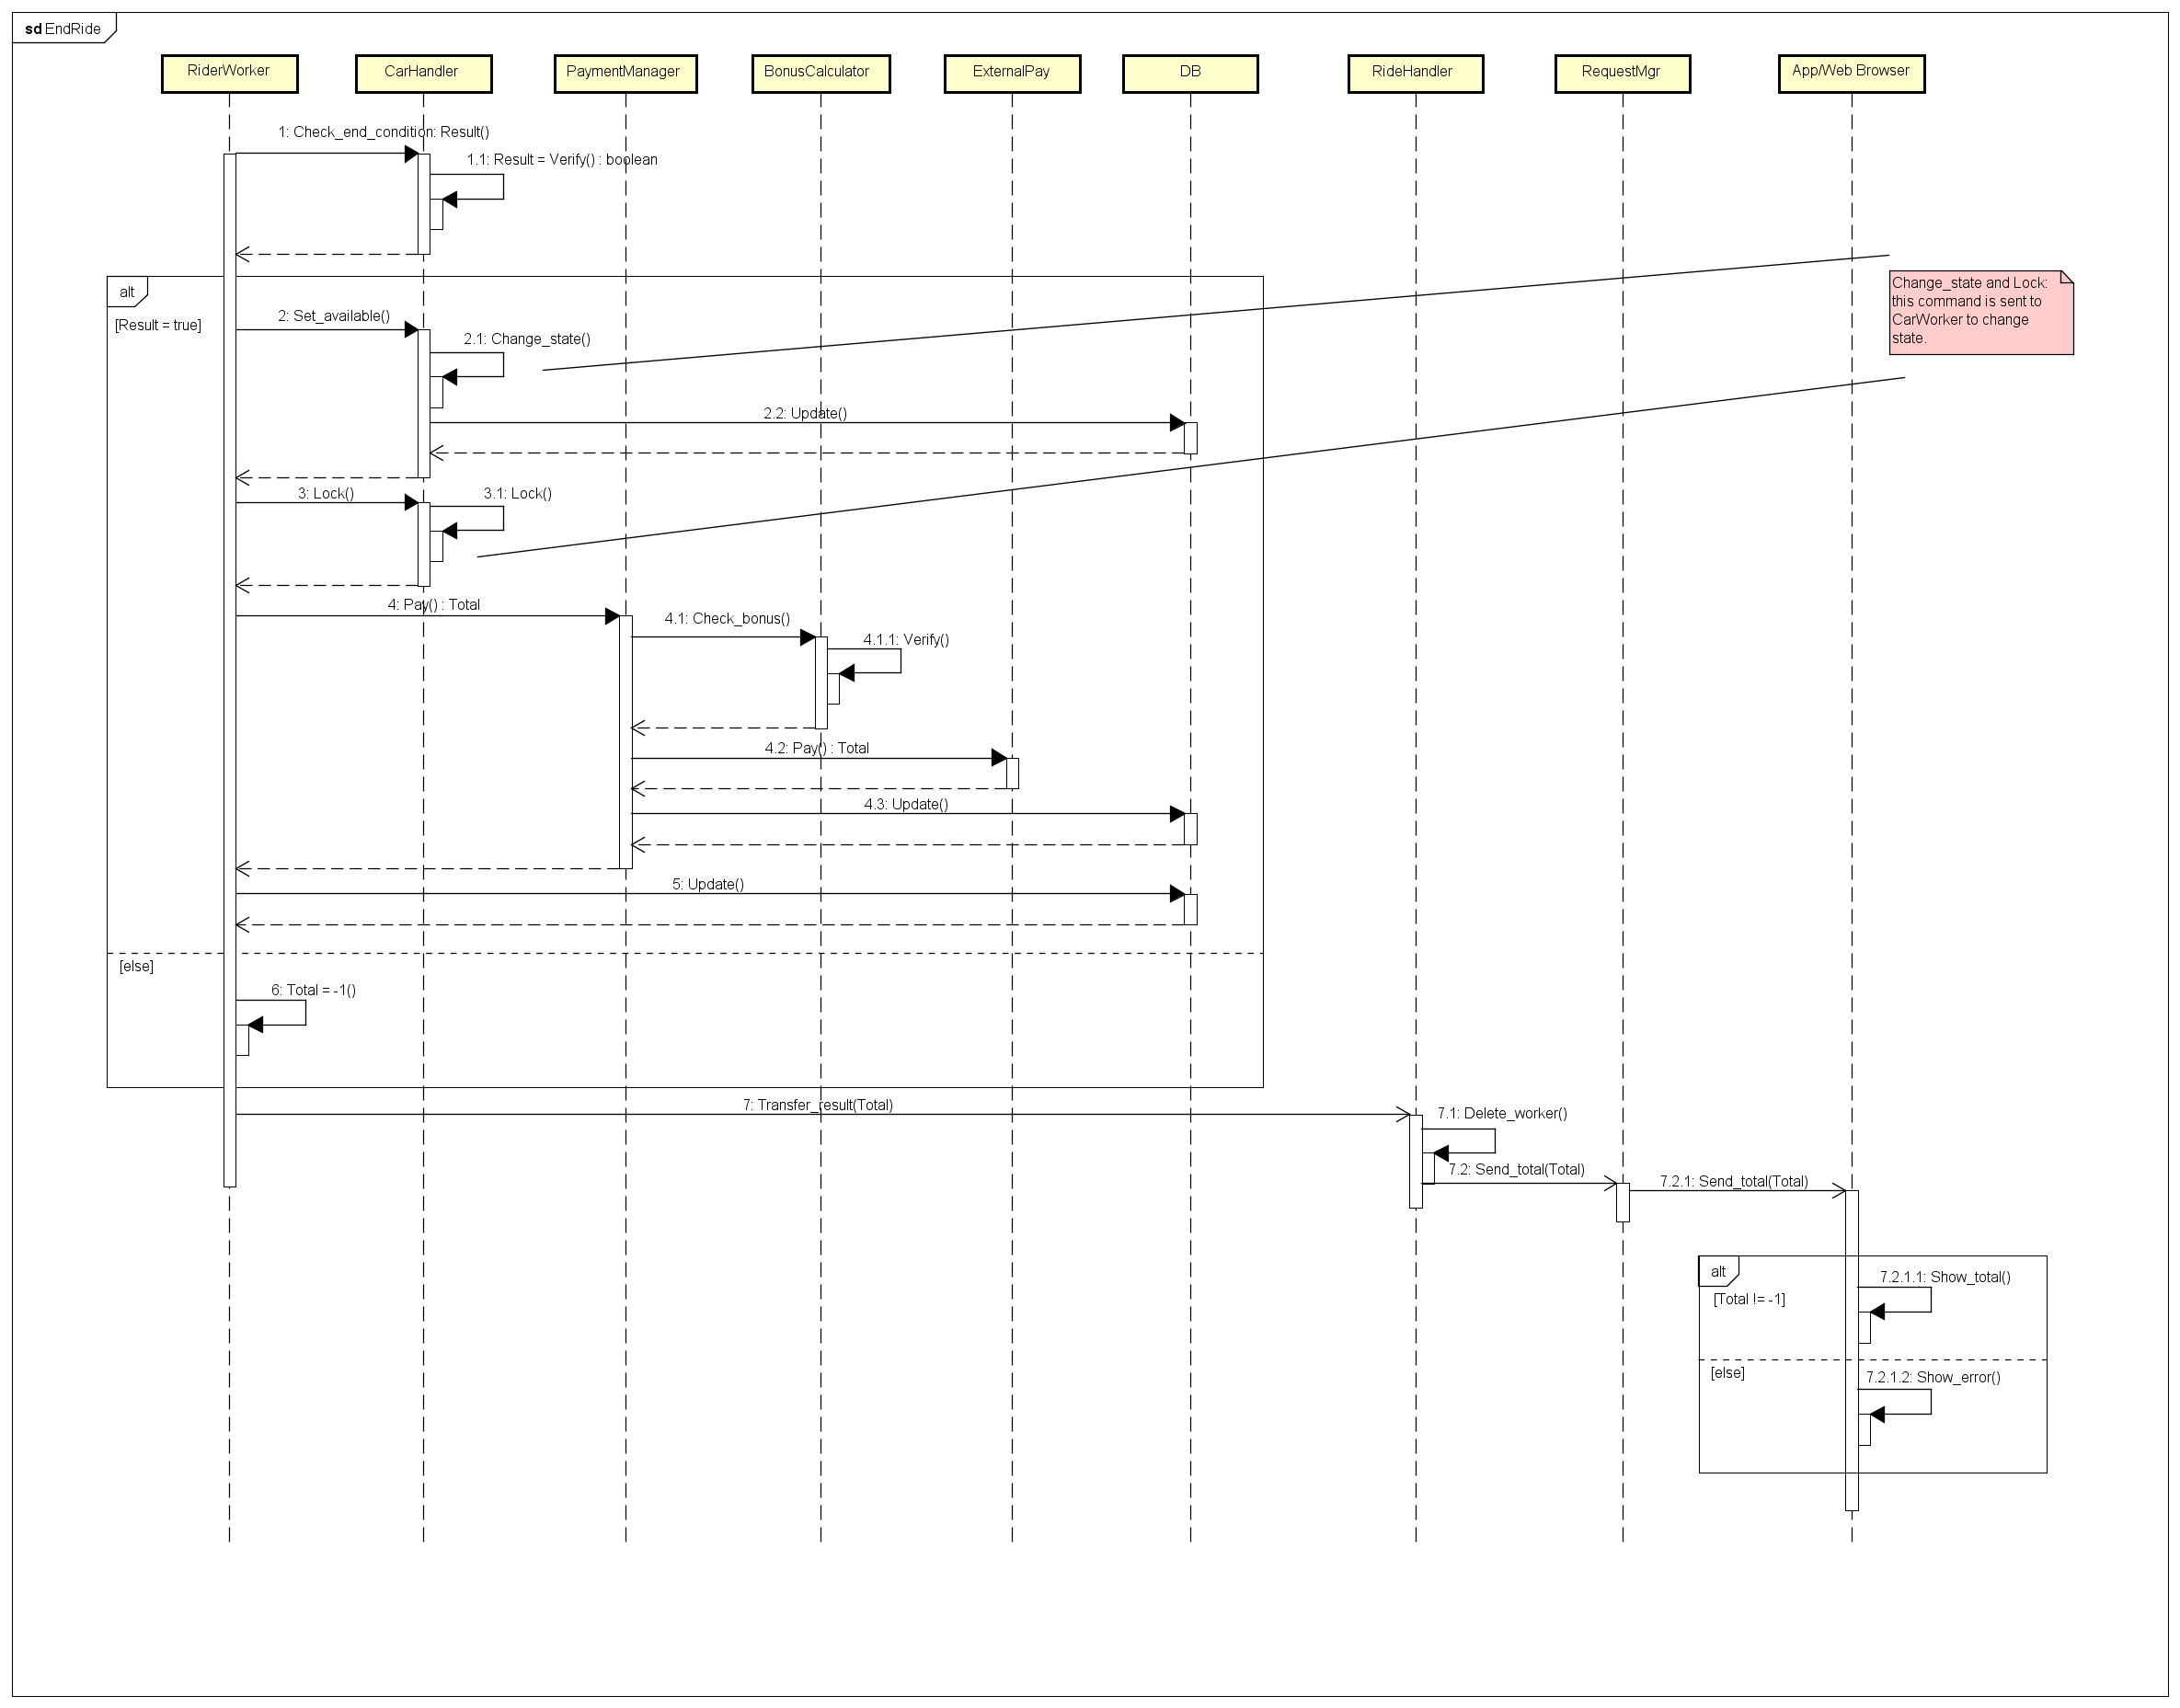 sd EndRide
RiderWorker
CarHandler
PaymentManager
BonusCalculator
ExternalPay
DB
RideHandler
RequestMgr
App/Web Browser
1: Check_end_condition: Result()
1.1: Result = Verify() : boolean
Change_state and Lock:
this command is sent to
CarWorker to change
state.
alt
[Result = true]
2: Set_available()
2.1: Change_state()
2.2: Update()
3: Lock()
3.1: Lock()
4: Pay() : Total
4.1: Check_bonus()
4.1.1: Verify()
4.2: Pay() : Total
4.3: Update()
5: Update()
[else]
6: Total = -1()
7: Transfer_result(Total)
7.1: Delete_worker()
7.2: Send_total(Total)
7.2.1: Send_total(Total)
alt
[Total != -1]
7.2.1.1: Show_total()
[else]
7.2.1.2: Show_error()